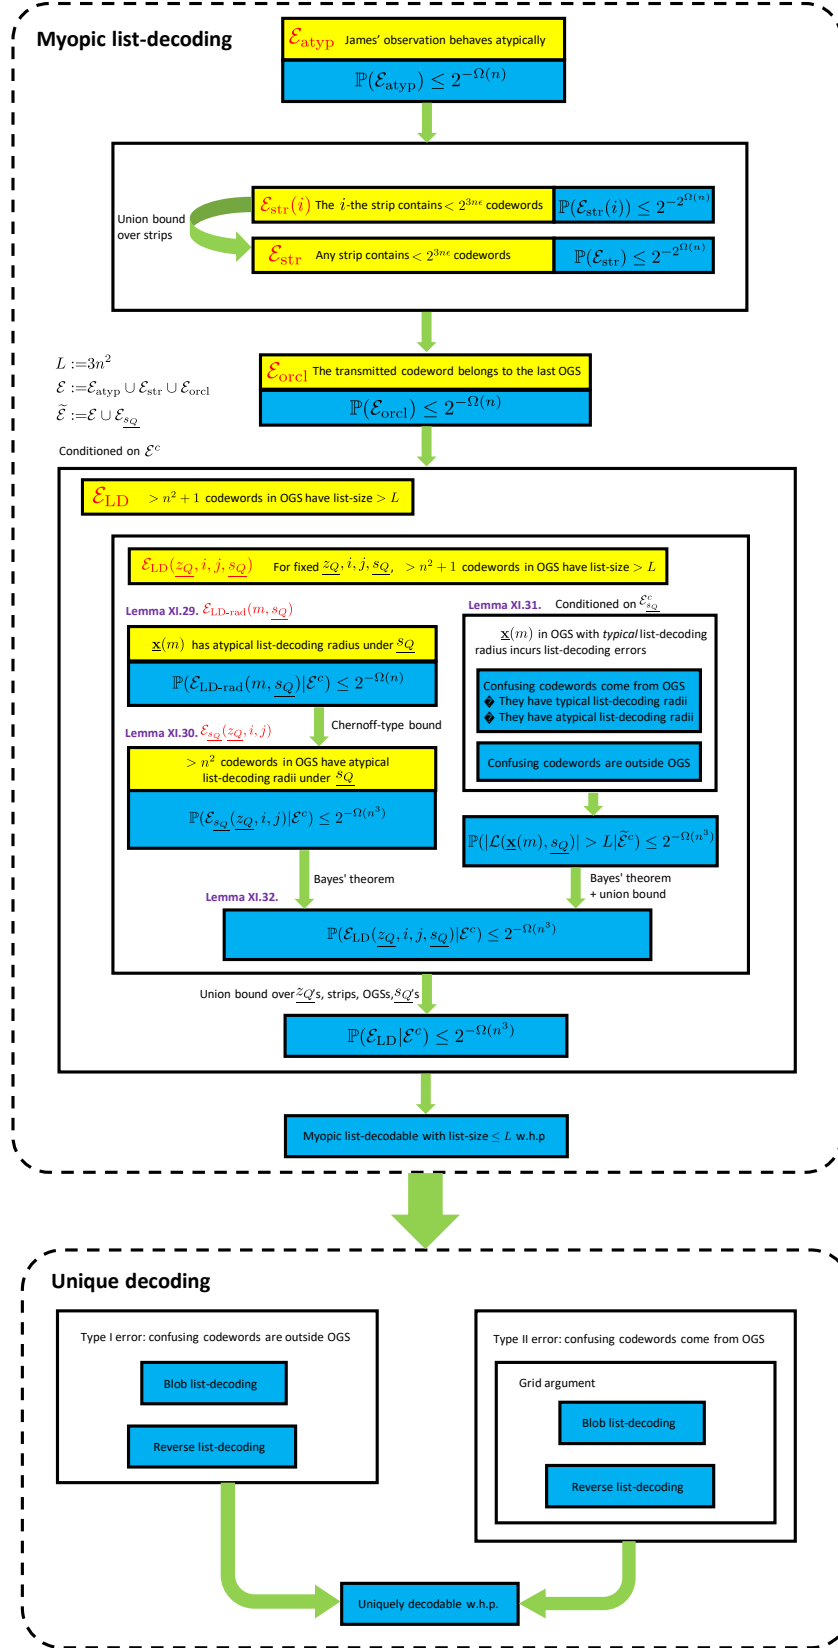 Myopic list-decoding
ℰ_atyp James' observation behaves atypically
ℙ(ℰ_atyp) ≤ 2^{−Ω(n)}
Union bound
over strips
ℰ_str(i) The i-the strip contains < 2^{3nϵ} codewords ℙ(ℰ_str(i)) ≤ 2^{−2^{Ω(n)}}
ℰ_str Any strip contains < 2^{3nϵ} codewords ℙ(ℰ_str) ≤ 2^{−2^{Ω(n)}}
L :=3n^2
ℰ :=ℰ_atyp ∪ ℰ_str ∪ ℰ_orcl
ℰ̃ :=ℰ ∪ ℰ_{s_Q}
ℰ_orcl The transmitted codeword belongs to the last OGS
ℙ(ℰ_orcl) ≤ 2^{−Ω(n)}
Conditioned on ℰ^c
ℰ_LD > n^2 + 1 codewords in OGS have list-size > L
ℰ_LD(z_Q, i, j, s_Q) For fixed z_Q, i, j, s_Q, > n^2 + 1 codewords in OGS have list-size > L
Lemma XI.29. ℰ_LD-rad(m, s_Q)
x(m) has atypical list-decoding radius under s_Q
ℙ(ℰ_LD-rad(m, s_Q)|ℰ^c) ≤ 2^{−Ω(n)}
Chernoff-type bound
Lemma XI.30. ℰ_{s_Q}(z_Q, i, j)
> n^2 codewords in OGS have atypical
list-decoding radii under s_Q
ℙ(ℰ_{s_Q}(z_Q, i, j)|ℰ^c) ≤ 2^{−Ω(n^3)}
Bayes' theorem
Lemma XI.31. Conditioned on ℰ^c_{s_Q}
x(m) in OGS with typical list-decoding
radius incurs list-decoding errors
Confusing codewords come from OGS
� They have typical list-decoding radii
� They have atypical list-decoding radii
Confusing codewords are outside OGS
ℙ(|ℒ(x(m), s_Q)| > L|ℰ̃^c) ≤ 2^{−Ω(n^3)}
Bayes' theorem
+ union bound
Lemma XI.32.
ℙ(ℰ_LD(z_Q, i, j, s_Q)|ℰ^c) ≤ 2^{−Ω(n^3)}
Union bound over z_Q's, strips, OGSs, s_Q's
ℙ(ℰ_LD|ℰ^c) ≤ 2^{−Ω(n^3)}
Myopic list-decodable with list-size ≤ L w.h.p
Unique decoding
Type I error: confusing codewords are outside OGS
Blob list-decoding
Reverse list-decoding
Type II error: confusing codewords come from OGS
Grid argument
Blob list-decoding
Reverse list-decoding
Uniquely decodable w.h.p.